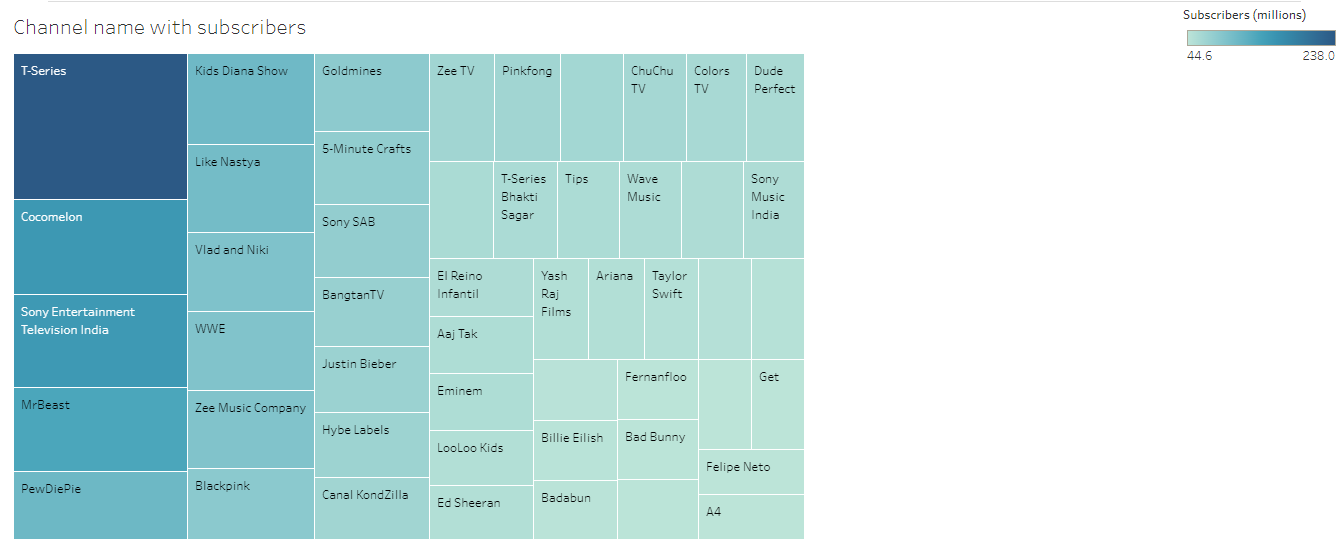 Channel name with subscribers
Subscribers (millions)
44.6
238.0
T-Series
Cocomelon
Sony Entertainment
Television India
MrBeast
PewDiePie
Kids Diana Show
Like Nastya
Vlad and Niki
WWE
Zee Music Company
Blackpink
Goldmines
5-Minute Crafts
Sony SAB
BangtanTV
Justin Bieber
Hybe Labels
Canal KondZilla
Zee TV
Pinkfong
ChuChu
TV
Colors
TV
Dude
Perfect
T-Series
Bhakti
Sagar
Tips
Wave
Music
Sony
Music
India
El Reino
Infantil
Aaj Tak
Eminem
LooLoo Kids
Ed Sheeran
Yash
Raj
Films
Ariana
Taylor
Swift
Billie Eilish
Badabun
Fernanfloo
Bad Bunny
Get
Felipe Neto
A4